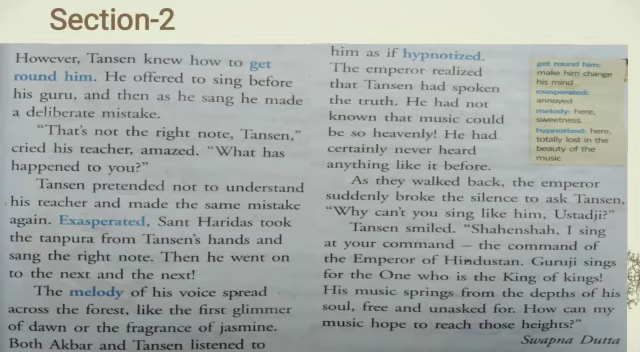 Section-2
However, Tansen knew how to get
round him. He offered to sing before
his guru, and then as he sang he made
a deliberate mistake.
"That's not the right note, Tansen,"
cried his teacher, amazed. "What has
happened to you?"
Tansen pretended not to understand
his teacher and made the same mistake
again. Exasperated, Sant Haridas took
the tanpura from Tansen's hands and
sang the right note. Then he went on
to the next and the next!
The melody of his voice spread
across the forest, like the first glimmer
of dawn or the fragrance of jasmine.
Both Akbar and Tansen listened to
him as if hypnotized.
The emperor realized
that Tansen had spoken
the truth. He had not
known that music could
be so heavenly! He had
certainly never heard
anything like it before.
As they walked back, the emperor
suddenly broke the silence to ask Tansen,
"Why can't you sing like him, Ustadji?"
Tansen smiled. "Shahenshah, I sing
at your command – the command of
the Emperor of Hindustan. Guruji sings
for the One who is the King of kings!
His music springs from the depths of his
soul, free and unasked for. How can my
music hope to reach those heights?"
Swapna Dutta
get round him:
make him change
his mind
exasperated:
annoyed
melody: here,
sweetness
hypnotized: here,
totally lost in the
beauty of the
music